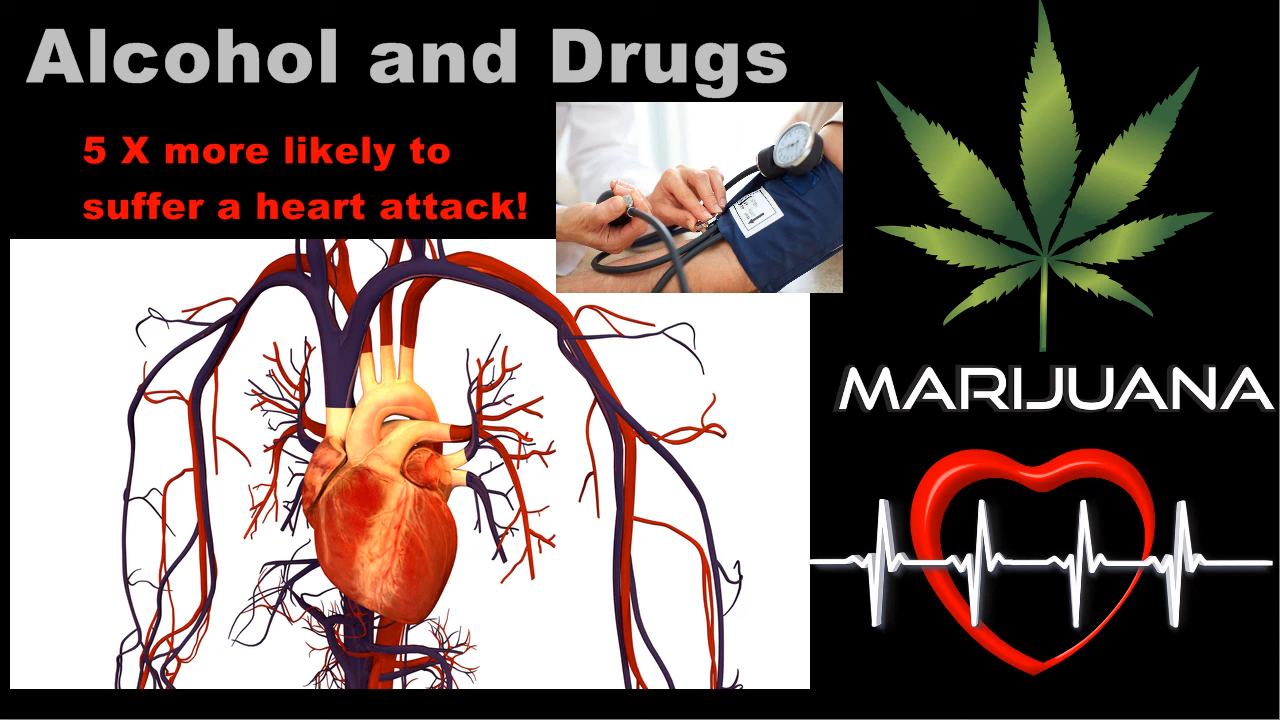 Alcohol and Drugs
5 X more likely to
suffer a heart attack!
MARIJUANA